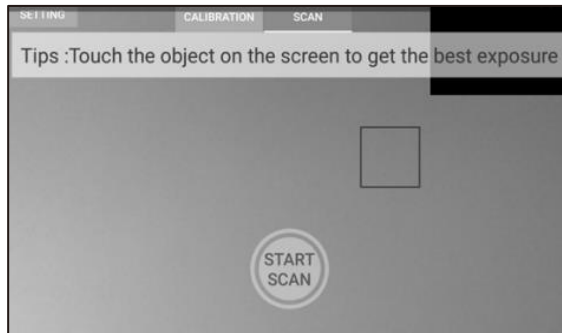 SETTING
CALIBRATION
SCAN
Tips :Touch the object on the screen to get the best exposure
START
SCAN